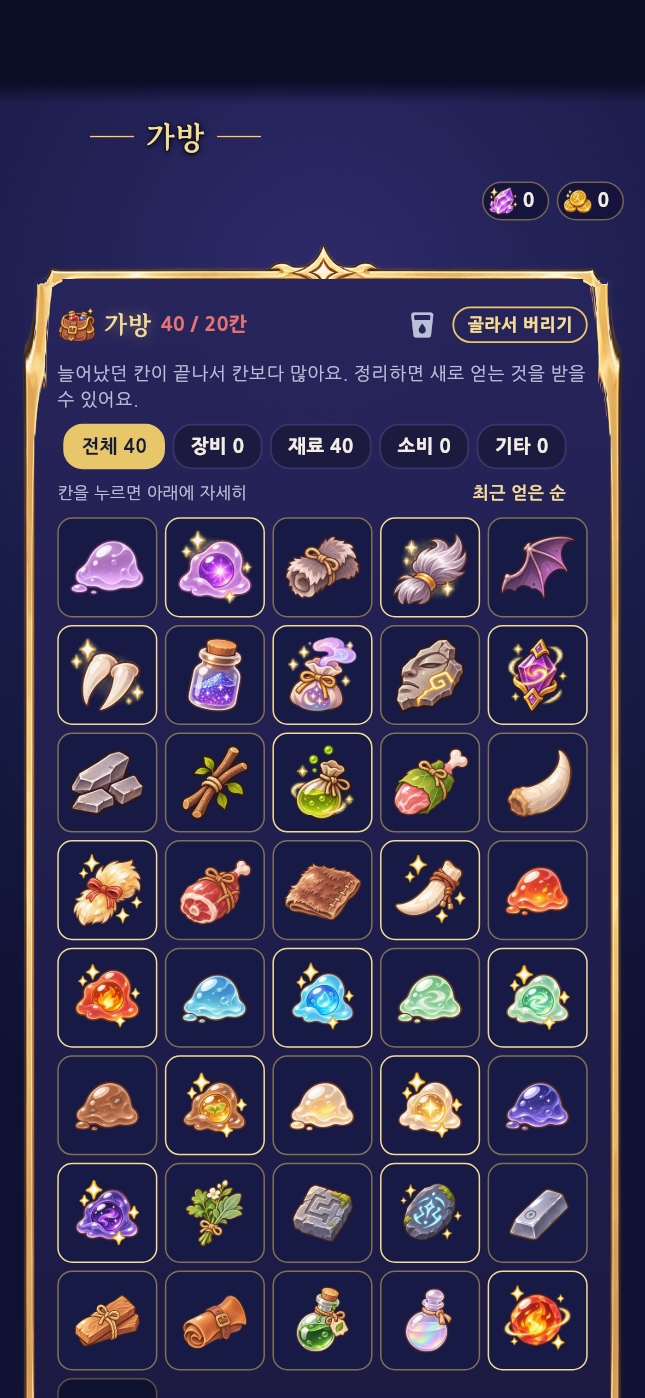 가방
0 0
가방 40 / 20칸 골라서 버리기
늘어났던 칸이 끝나서 칸보다 많아요. 정리하면 새로 얻는 것을 받을
수 있어요.
전체 40 장비 0 재료 40 소비 0 기타 0
칸을 누르면 아래에 자세히 최근 얻은 순